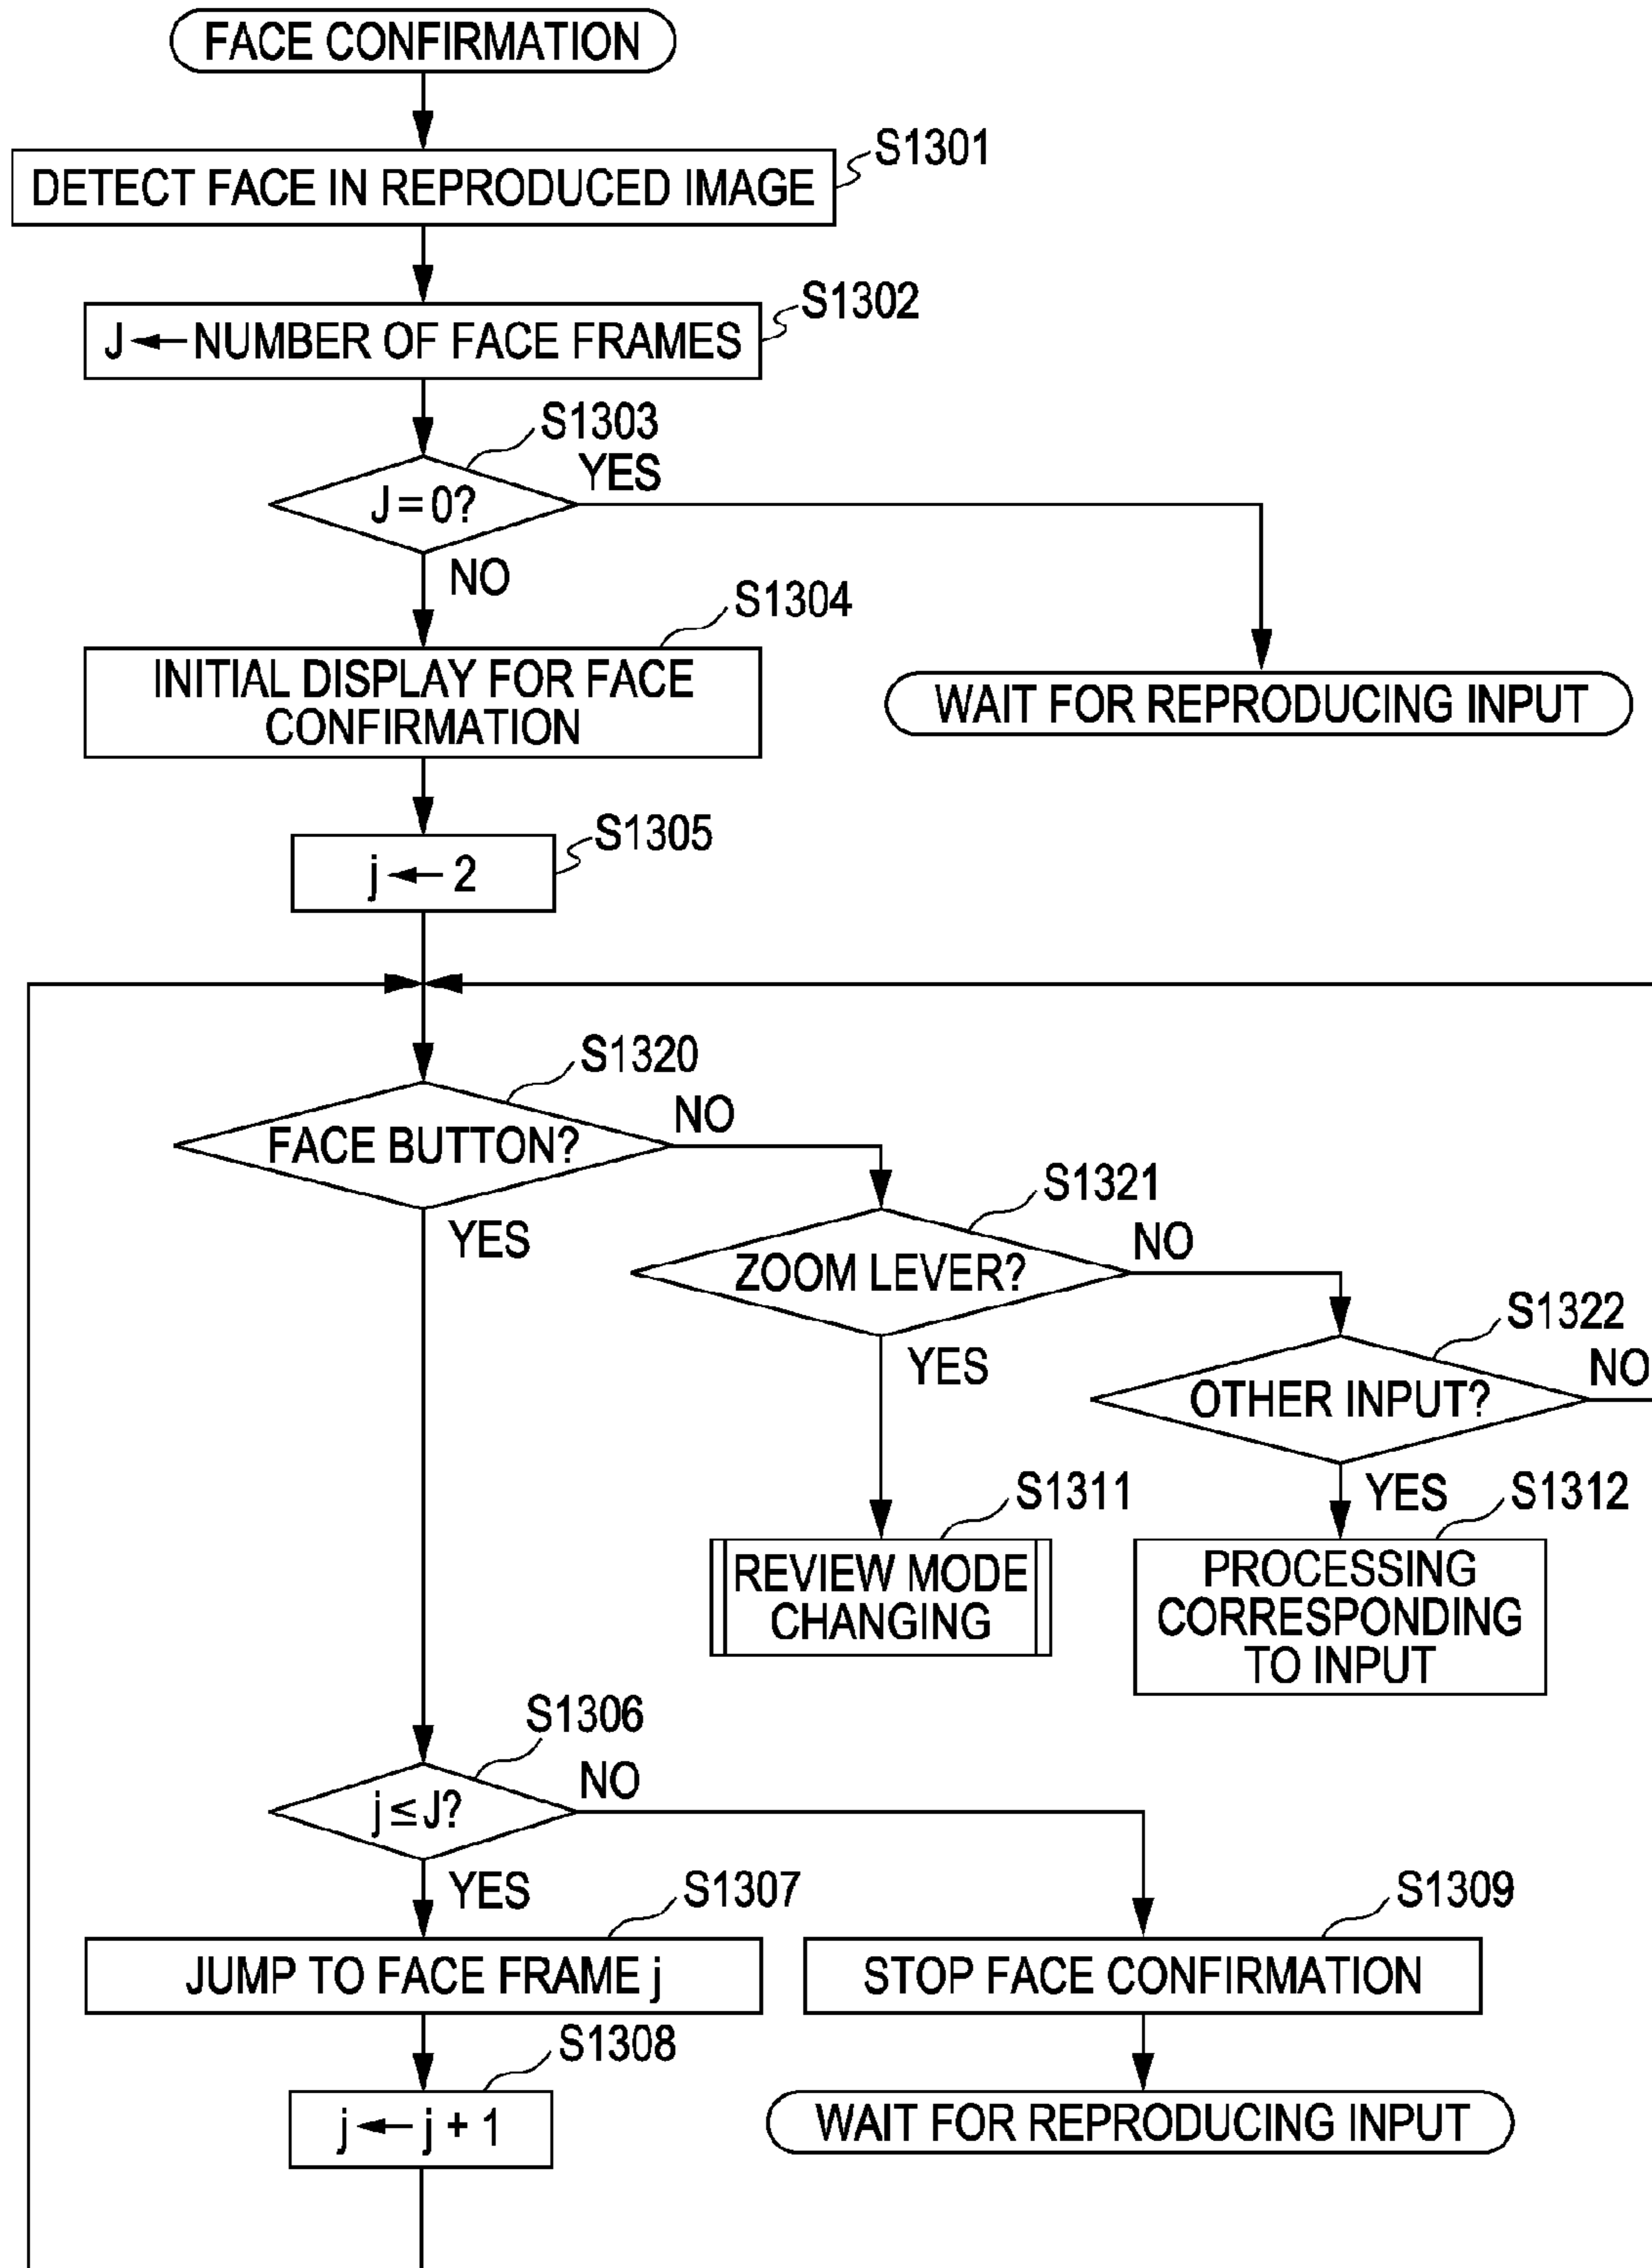 FACE CONFIRMATION
S1301
DETECT FACE IN REPRODUCED IMAGE
S1302
J ← NUMBER OF FACE FRAMES
S1303
J = 0?
YES
NO
S1304
INITIAL DISPLAY FOR FACE
CONFIRMATION
WAIT FOR REPRODUCING INPUT
S1305
j ← 2
S1320
FACE BUTTON?
NO
YES
S1321
ZOOM LEVER?
NO
YES
S1322
OTHER INPUT?
NO
YES
S1311
REVIEW MODE
CHANGING
S1312
PROCESSING
CORRESPONDING
TO INPUT
S1306
j ≤ J?
NO
YES
S1307
JUMP TO FACE FRAME j
S1309
STOP FACE CONFIRMATION
S1308
j ← j + 1
WAIT FOR REPRODUCING INPUT